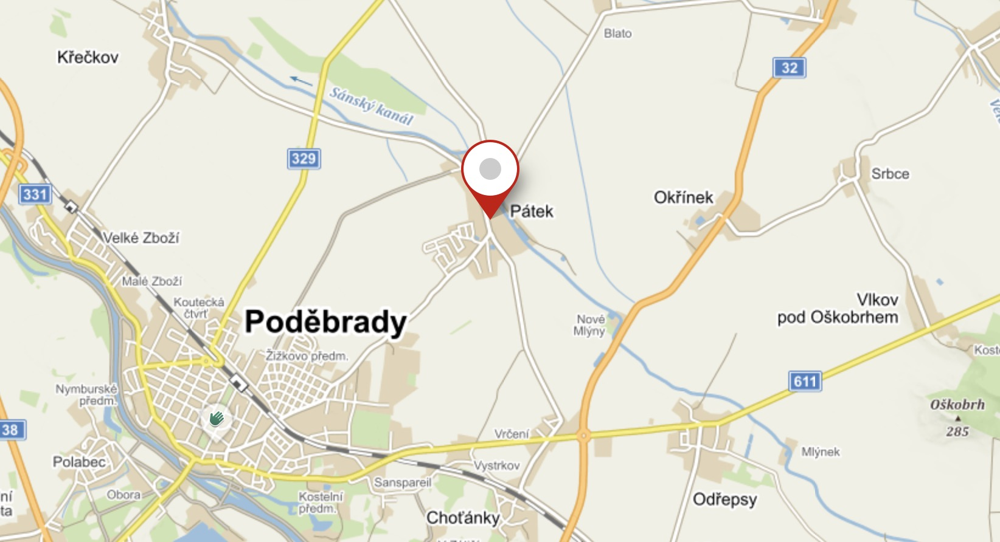 Blato
Křečkov
32
Sánský kanál
329
Srbce
331
Okřínek
Pátek
Velké Zboží
Malé Zboží
Koutecká
čtvrť
Vlkov
pod Oškobrhem
Poděbrady
Nové
Mlýny
Žižkovo předm.
611
Nymburské
předm.
Oškobrh
285
38
Vrčení
Mlýnek
Polabec
Vystrkov
Sanspareil
Obora
Kostelní
předm.
Odřepsy
Choťánky